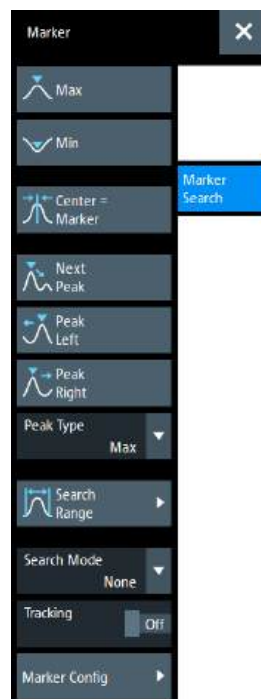 Marker
Max
Min
Center =
Marker
Marker
Search
Next
Peak
Peak
Left
Peak
Right
Peak Type
Max
Search
Range
Search Mode
None
Tracking
Off
Marker Config